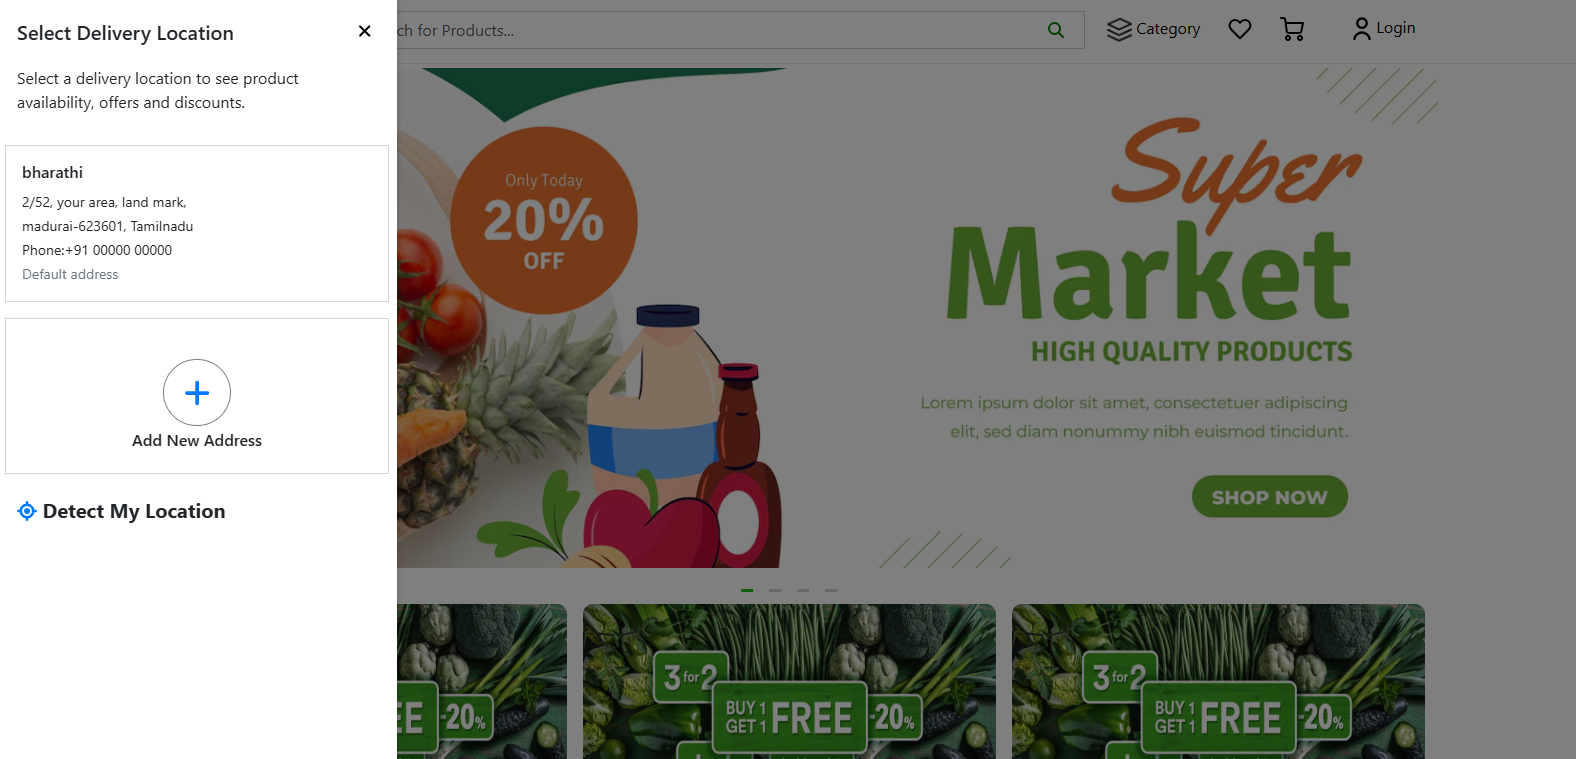 Select Delivery Location
Select a delivery location to see product
availability, offers and discounts.
bharathi
2/52, your area, land mark,
madurai-623601, Tamilnadu
Phone:+91 00000 00000
Default address
Add New Address
Detect My Location
ch for Products...
Category
Login
Only Today
20%
OFF
Super
Market
HIGH QUALITY PRODUCTS
Lorem ipsum dolor sit amet, consectetuer adipiscing
elit, sed diam nonummy nibh euismod tincidunt.
SHOP NOW
EE -20%
3 for 2
BUY 1
GET 1 FREE -20%
3 for 2
BUY 1
GET 1 FREE -20%